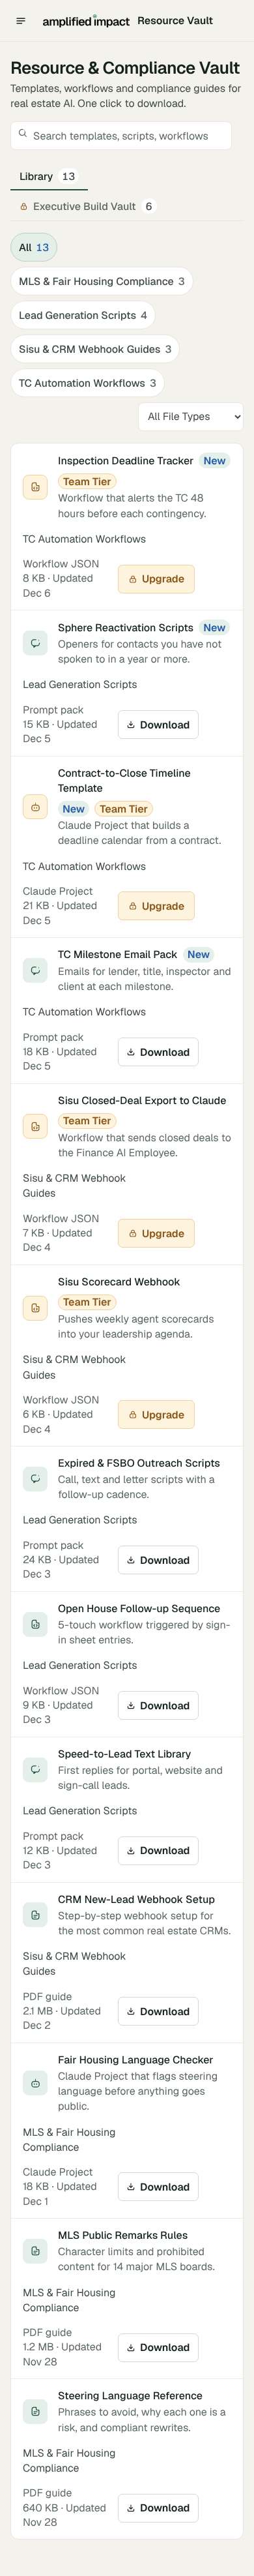 amplified impact Resource Vault
Resource & Compliance Vault
Templates, workflows and compliance guides for
real estate AI. One click to download.
Search templates, scripts, workflows
Library 13
Executive Build Vault 6
All 13
MLS & Fair Housing Compliance 3
Lead Generation Scripts 4
Sisu & CRM Webhook Guides 3
TC Automation Workflows 3
All File Types
Inspection Deadline Tracker New
Team Tier
Workflow that alerts the TC 48
hours before each contingency.
TC Automation Workflows
Workflow JSON
8 KB · Updated
Dec 6
Upgrade
Sphere Reactivation Scripts New
Openers for contacts you have not
spoken to in a year or more.
Lead Generation Scripts
Prompt pack
15 KB · Updated
Dec 5
Download
Contract-to-Close Timeline
Template
New Team Tier
Claude Project that builds a
deadline calendar from a contract.
TC Automation Workflows
Claude Project
21 KB · Updated
Dec 5
Upgrade
TC Milestone Email Pack New
Emails for lender, title, inspector and
client at each milestone.
TC Automation Workflows
Prompt pack
18 KB · Updated
Dec 5
Download
Sisu Closed-Deal Export to Claude
Team Tier
Workflow that sends closed deals to
the Finance AI Employee.
Sisu & CRM Webhook
Guides
Workflow JSON
7 KB · Updated
Dec 4
Upgrade
Sisu Scorecard Webhook
Team Tier
Pushes weekly agent scorecards
into your leadership agenda.
Sisu & CRM Webhook
Guides
Workflow JSON
6 KB · Updated
Dec 4
Upgrade
Expired & FSBO Outreach Scripts
Call, text and letter scripts with a
follow-up cadence.
Lead Generation Scripts
Prompt pack
24 KB · Updated
Dec 3
Download
Open House Follow-up Sequence
5-touch workflow triggered by sign-
in sheet entries.
Lead Generation Scripts
Workflow JSON
9 KB · Updated
Dec 3
Download
Speed-to-Lead Text Library
First replies for portal, website and
sign-call leads.
Lead Generation Scripts
Prompt pack
12 KB · Updated
Dec 3
Download
CRM New-Lead Webhook Setup
Step-by-step webhook setup for
the most common real estate CRMs.
Sisu & CRM Webhook
Guides
PDF guide
2.1 MB · Updated
Dec 2
Download
Fair Housing Language Checker
Claude Project that flags steering
language before anything goes
public.
MLS & Fair Housing
Compliance
Claude Project
18 KB · Updated
Dec 1
Download
MLS Public Remarks Rules
Character limits and prohibited
content for 14 major MLS boards.
MLS & Fair Housing
Compliance
PDF guide
1.2 MB · Updated
Nov 28
Download
Steering Language Reference
Phrases to avoid, why each one is a
risk, and compliant rewrites.
MLS & Fair Housing
Compliance
PDF guide
640 KB · Updated
Nov 28
Download